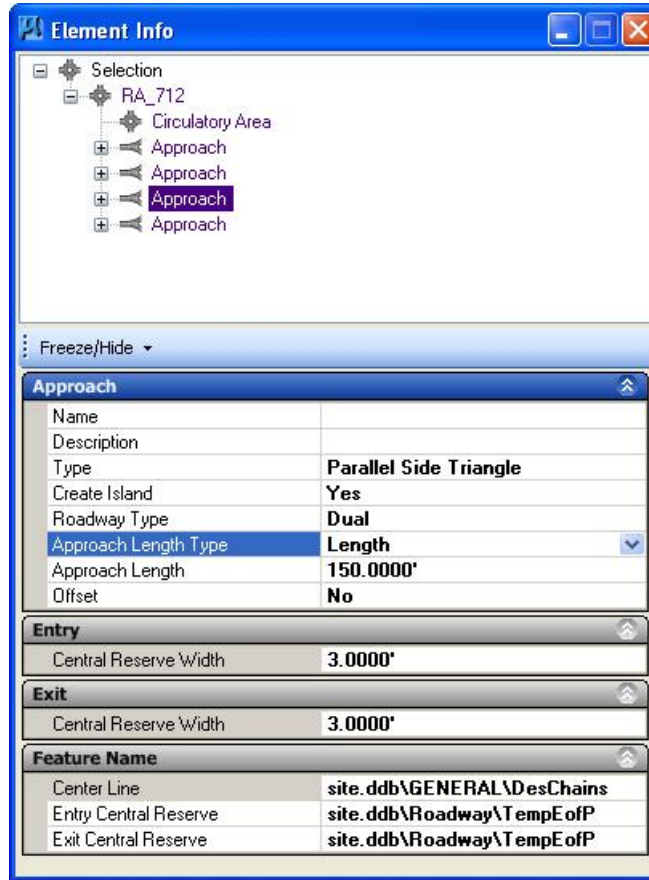 Element Info
Selection
RA_712
Circulatory Area
Approach
Approach
Approach
Approach
Freeze/Hide
Approach
Name
Description
Type Parallel Side Triangle
Create Island Yes
Roadway Type Dual
Approach Length Type Length
Approach Length 150.0000'
Offset No
Entry
Central Reserve Width 3.0000'
Exit
Central Reserve Width 3.0000'
Feature Name
Center Line site.ddb\GENERAL\DesChains
Entry Central Reserve site.ddb\Roadway\TempEofP
Exit Central Reserve site.ddb\Roadway\TempEofP